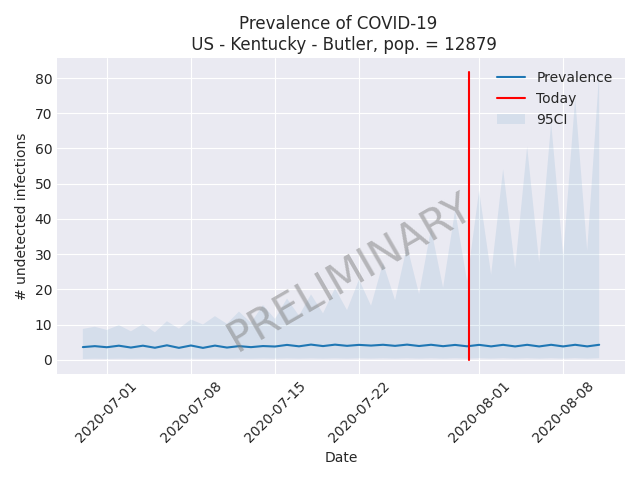 Prevalence of COVID-19
US - Kentucky - Butler, pop. = 12879
# undetected infections
80
70
60
50
40
30
20
10
0
Prevalence
Today
95CI
PRELIMINARY
2020-07-01
2020-07-08
2020-07-15
2020-07-22
2020-08-01
2020-08-08
Date